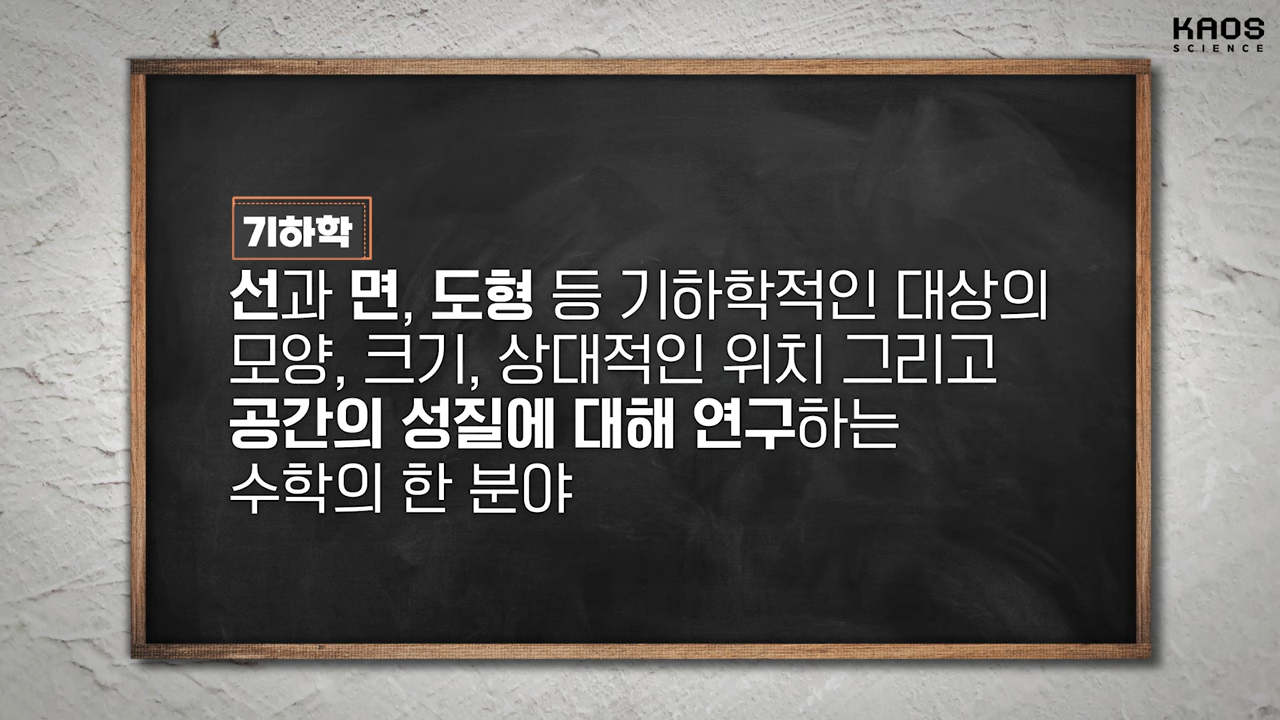 KAOS
SCIENCE
기하학
선과 면, 도형 등 기하학적인 대상의
모양, 크기, 상대적인 위치 그리고
공간의 성질에 대해 연구하는
수학의 한 분야